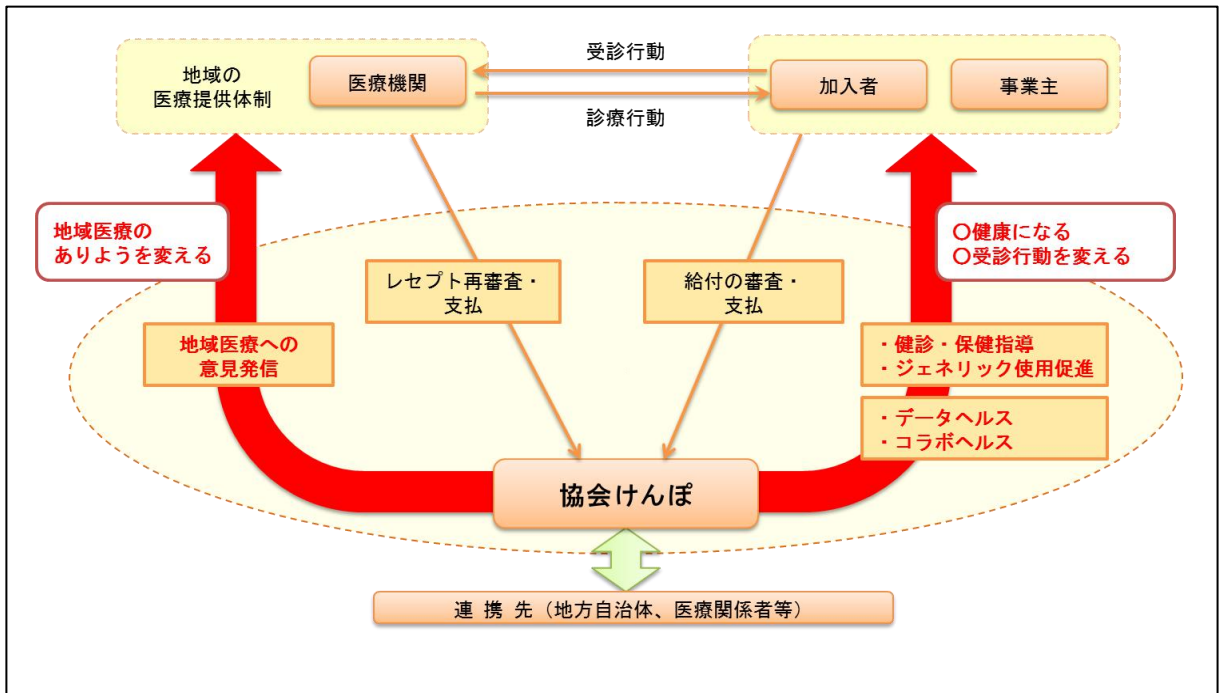 受診行動
地域の
医療提供体制
医療機関
加入者
事業主
診療行動
地域医療の
ありようを変える
〇健康になる
〇受診行動を変える
レセプト再審査・
支払
給付の審査・
支払
地域医療への
意見発信
・健診・保健指導
・ジェネリック使用促進
・データヘルス
・コラボヘルス
協会けんぽ
連 携 先（地方自治体、医療関係者等）